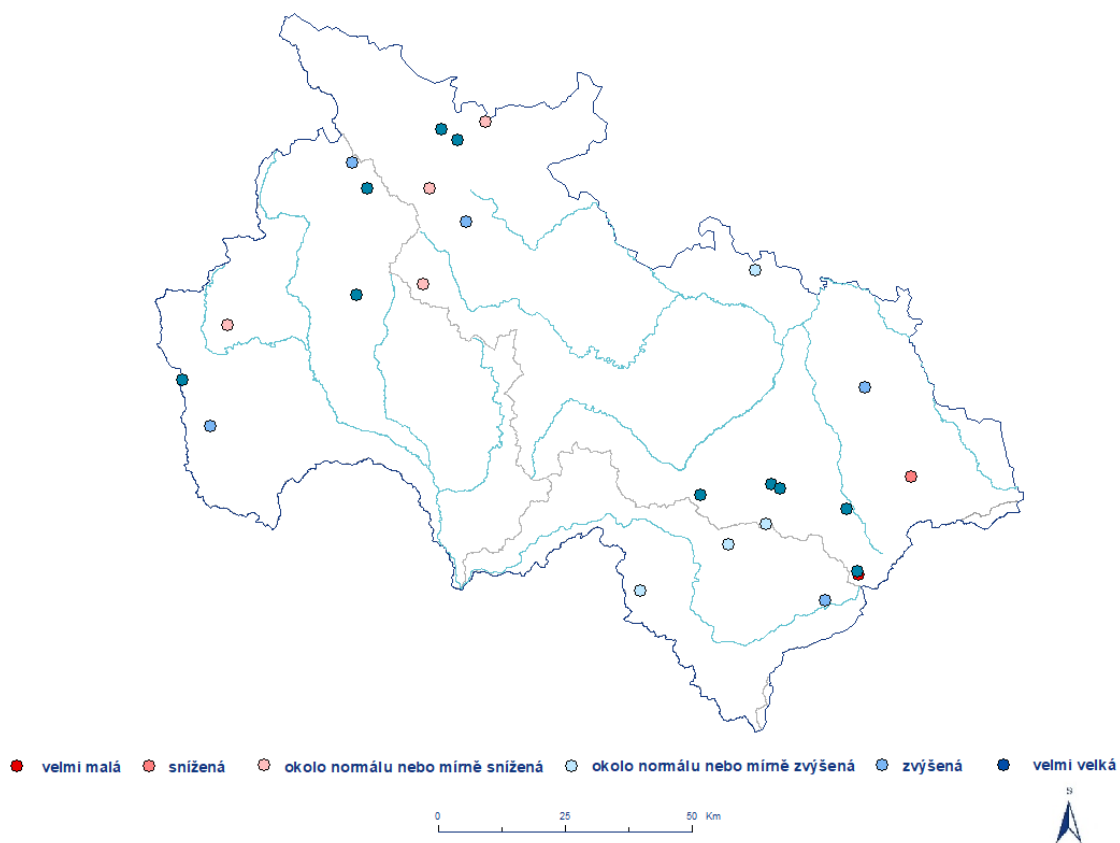 velmi malá snížená okolo normálu nebo mírně snížená okolo normálu nebo mírně zvýšená zvýšená velmi velká
S
0 25 50 Km